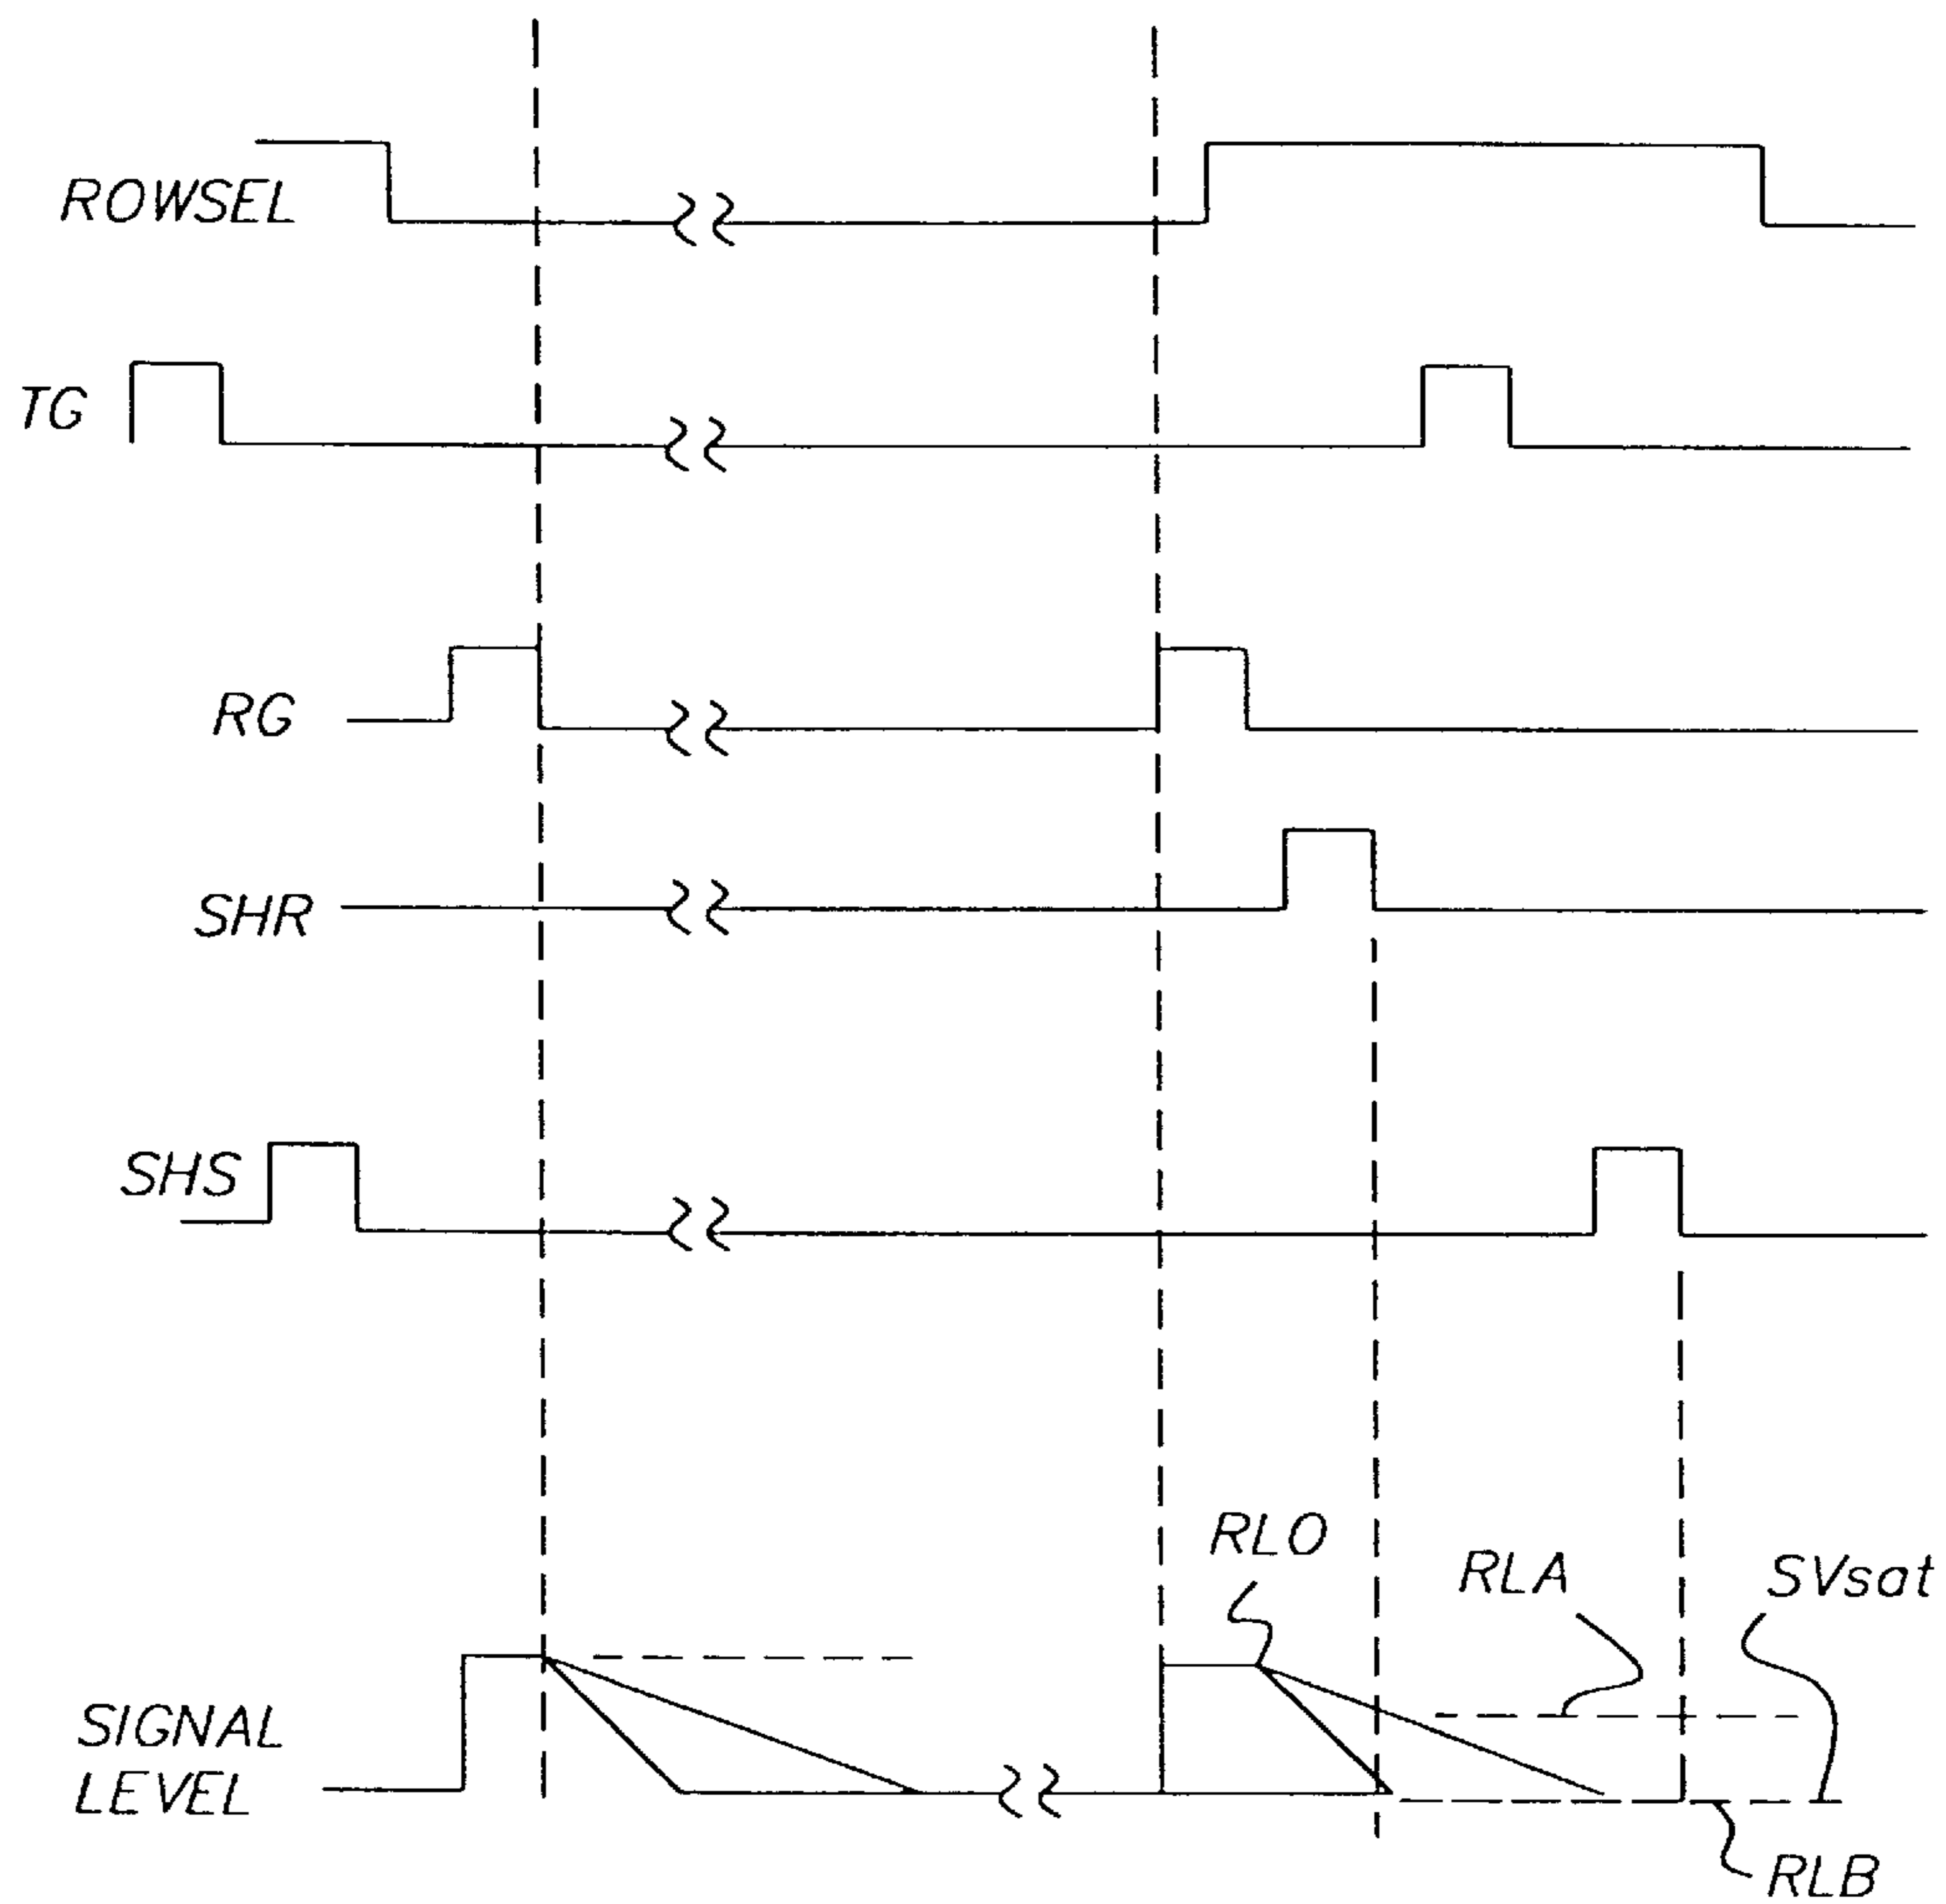 ROWSEL
TG
RG
SHR
SHS
RLO
RLA
SVsat
SIGNAL
LEVEL
RLB